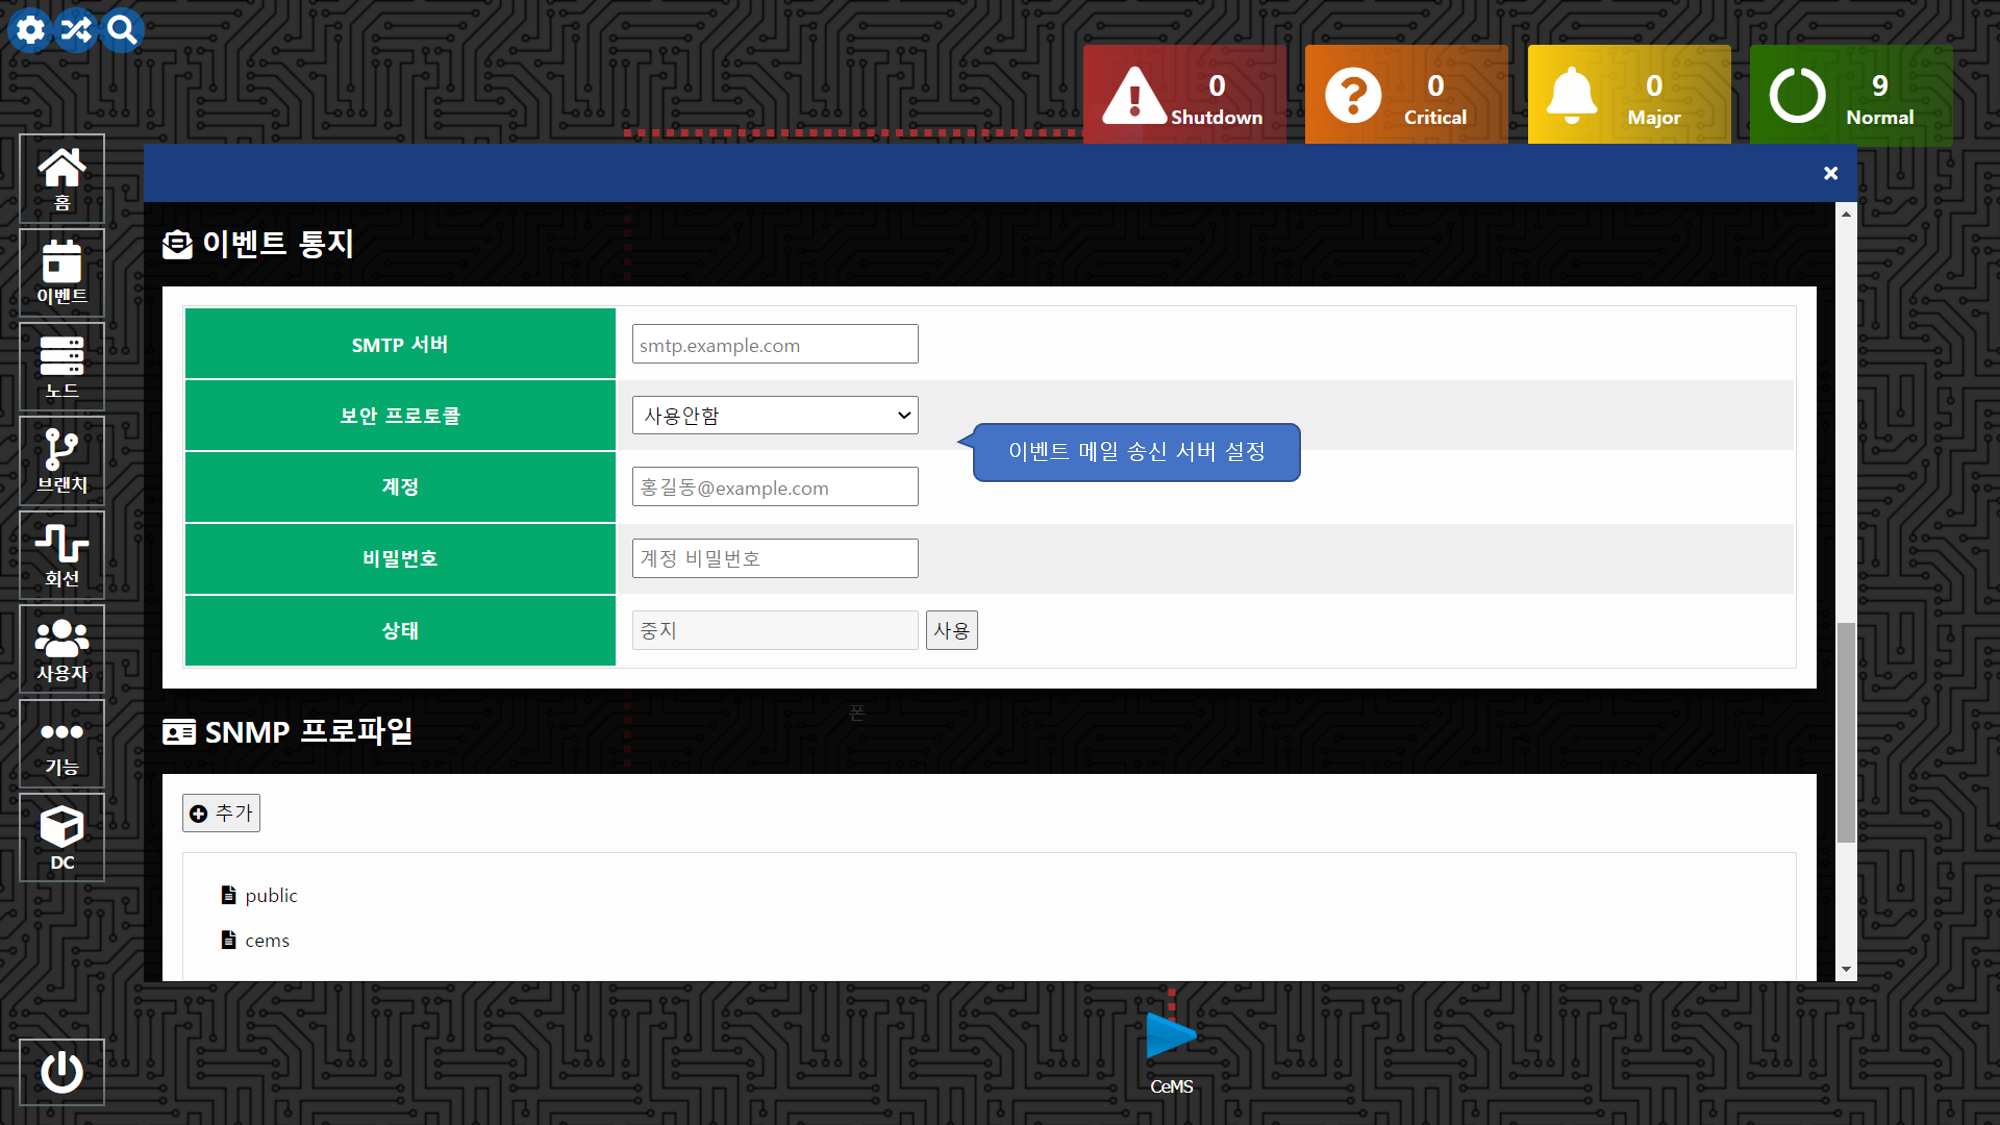 0
Shutdown
0
Critical
0
Major
9
Normal
홈
이벤트
노드
브랜치
회선
사용자
기능
DC
이벤트 통지
SMTP 서버
smtp.example.com
보안 프로토콜
사용안함
이벤트 메일 송신 서버 설정
계정
홍길동@example.com
비밀번호
계정 비밀번호
상태
중지
사용
폰
SNMP 프로파일
추가
public
cems
CeMS